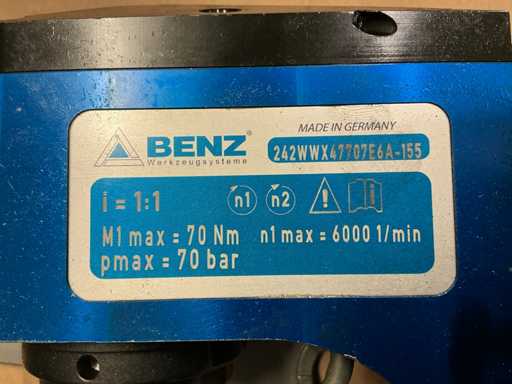 BENZ®
Werkzeugsysteme
MADE IN GERMANY
242WWX47707E6A-155
i = 1:1
n1 n2
M1 max = 70 Nm n1 max = 6000 1/min
pmax = 70 bar